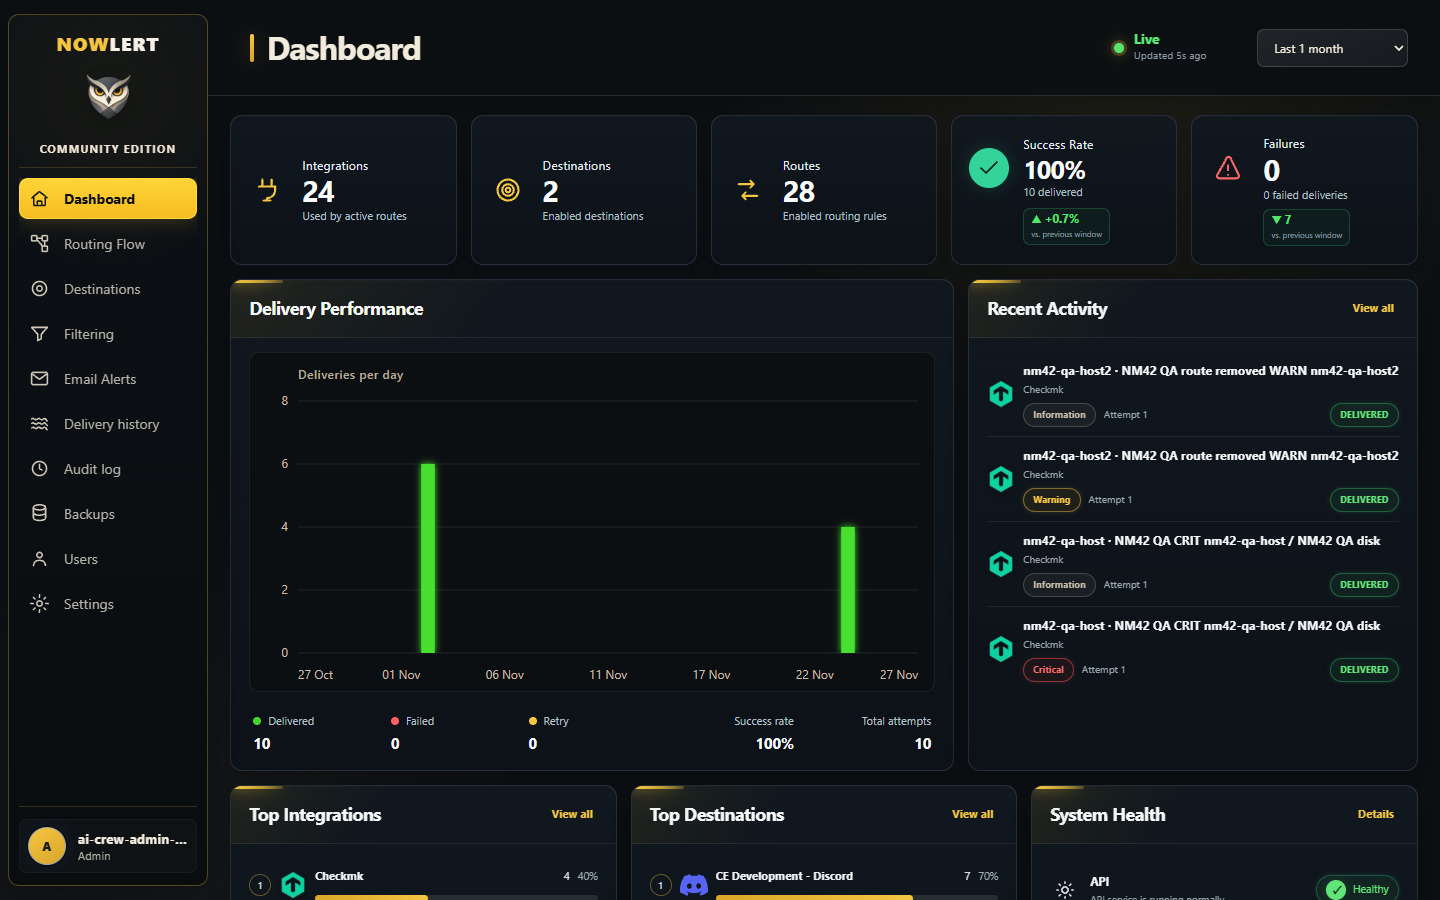 NOWLERT
COMMUNITY EDITION
Dashboard
Routing Flow
Destinations
Filtering
Email Alerts
Delivery history
Audit log
Backups
Users
Settings
A
ai-crew-admin-...
Admin
Dashboard
Live
Updated 5s ago
Last 1 month
Integrations
24
Used by active routes
Destinations
2
Enabled destinations
Routes
28
Enabled routing rules
Success Rate
100%
10 delivered
▲ +0.7%
vs. previous window
Failures
0
0 failed deliveries
▼ 7
vs. previous window
Delivery Performance
Deliveries per day
8
6
4
2
0
27 Oct 01 Nov 06 Nov 11 Nov 17 Nov 22 Nov 27 Nov
Delivered
10
Failed
0
Retry
0
Success rate
100%
Total attempts
10
Recent Activity
View all
nm42-qa-host2 · NM42 QA route removed WARN nm42-qa-host2
Checkmk
Information Attempt 1 DELIVERED
nm42-qa-host2 · NM42 QA route removed WARN nm42-qa-host2
Checkmk
Warning Attempt 1 DELIVERED
nm42-qa-host · NM42 QA CRIT nm42-qa-host / NM42 QA disk
Checkmk
Information Attempt 1 DELIVERED
nm42-qa-host · NM42 QA CRIT nm42-qa-host / NM42 QA disk
Checkmk
Critical Attempt 1 DELIVERED
Top Integrations
View all
1 Checkmk 4 40%
Top Destinations
View all
1 CE Development - Discord 7 70%
System Health
Details
API
API service is running normally
Healthy